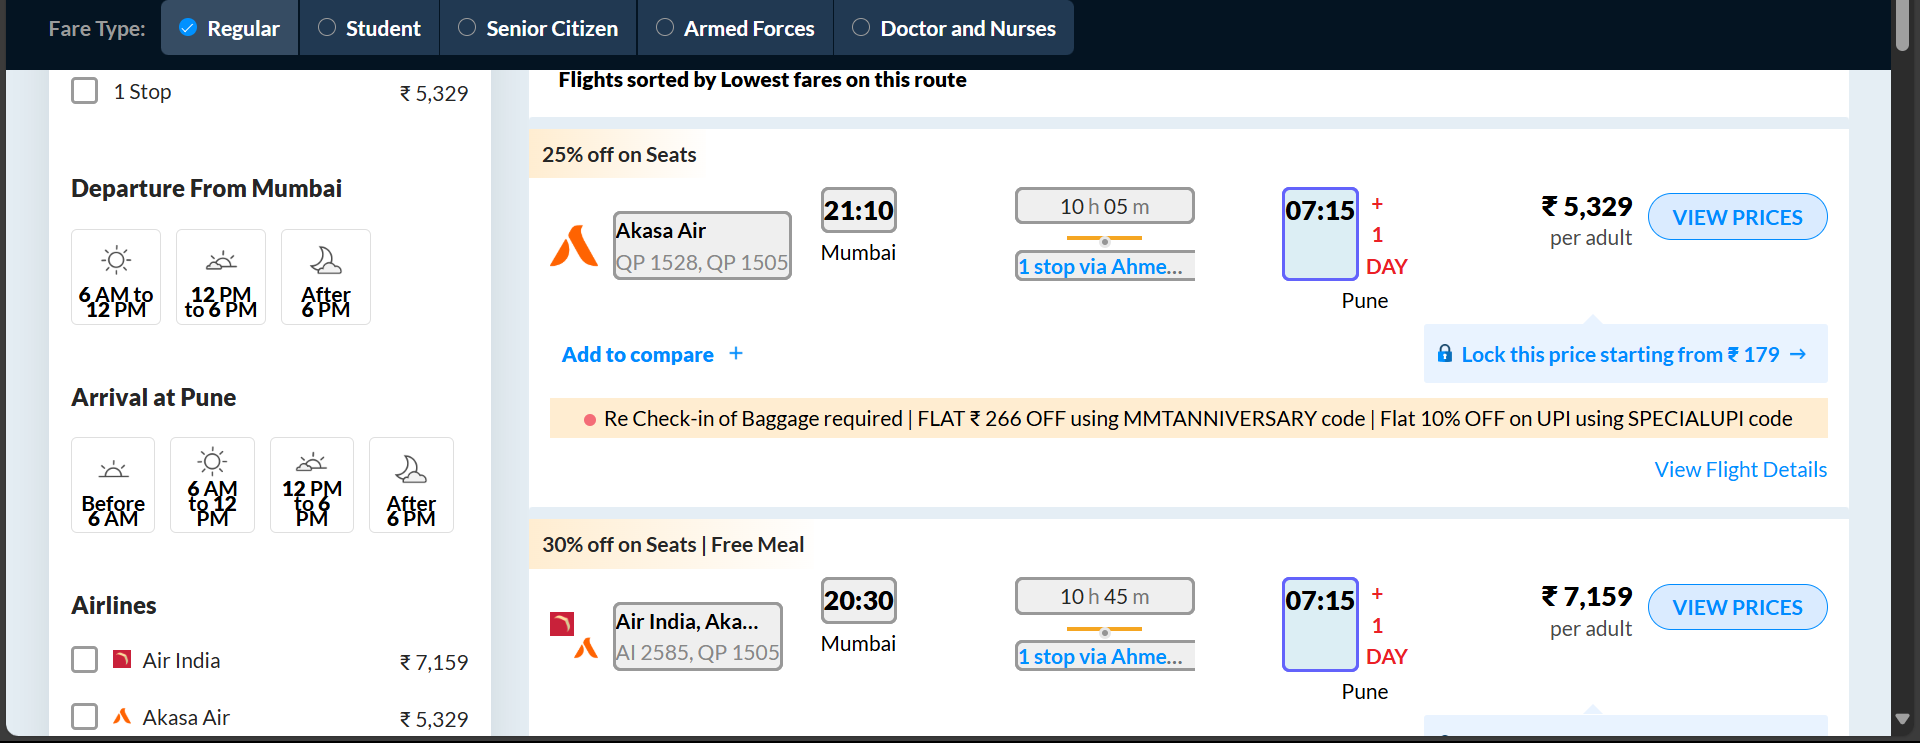 Fare Type:
Regular
Student
Senior Citizen
Armed Forces
Doctor and Nurses
1 Stop
₹ 5,329
Departure From Mumbai
6 AM to
12 PM
12 PM
to 6 PM
After
6 PM
Arrival at Pune
Before
6 AM
6 AM
to 12
PM
12 PM
to 6
PM
After
6 PM
Airlines
Air India
₹ 7,159
Akasa Air
₹ 5,329
Flights sorted by Lowest fares on this route
25% off on Seats
Akasa Air
QP 1528, QP 1505
21:10
Mumbai
10 h 05 m
1 stop via Ahme...
07:15
+
1
DAY
Pune
₹ 5,329
per adult
VIEW PRICES
Add to compare +
Lock this price starting from ₹ 179 →
Re Check-in of Baggage required | FLAT ₹ 266 OFF using MMTANNIVERSARY code | Flat 10% OFF on UPI using SPECIALUPI code
View Flight Details
30% off on Seats | Free Meal
Air India, Aka...
AI 2585, QP 1505
20:30
Mumbai
10 h 45 m
1 stop via Ahme...
07:15
+
1
DAY
Pune
₹ 7,159
per adult
VIEW PRICES